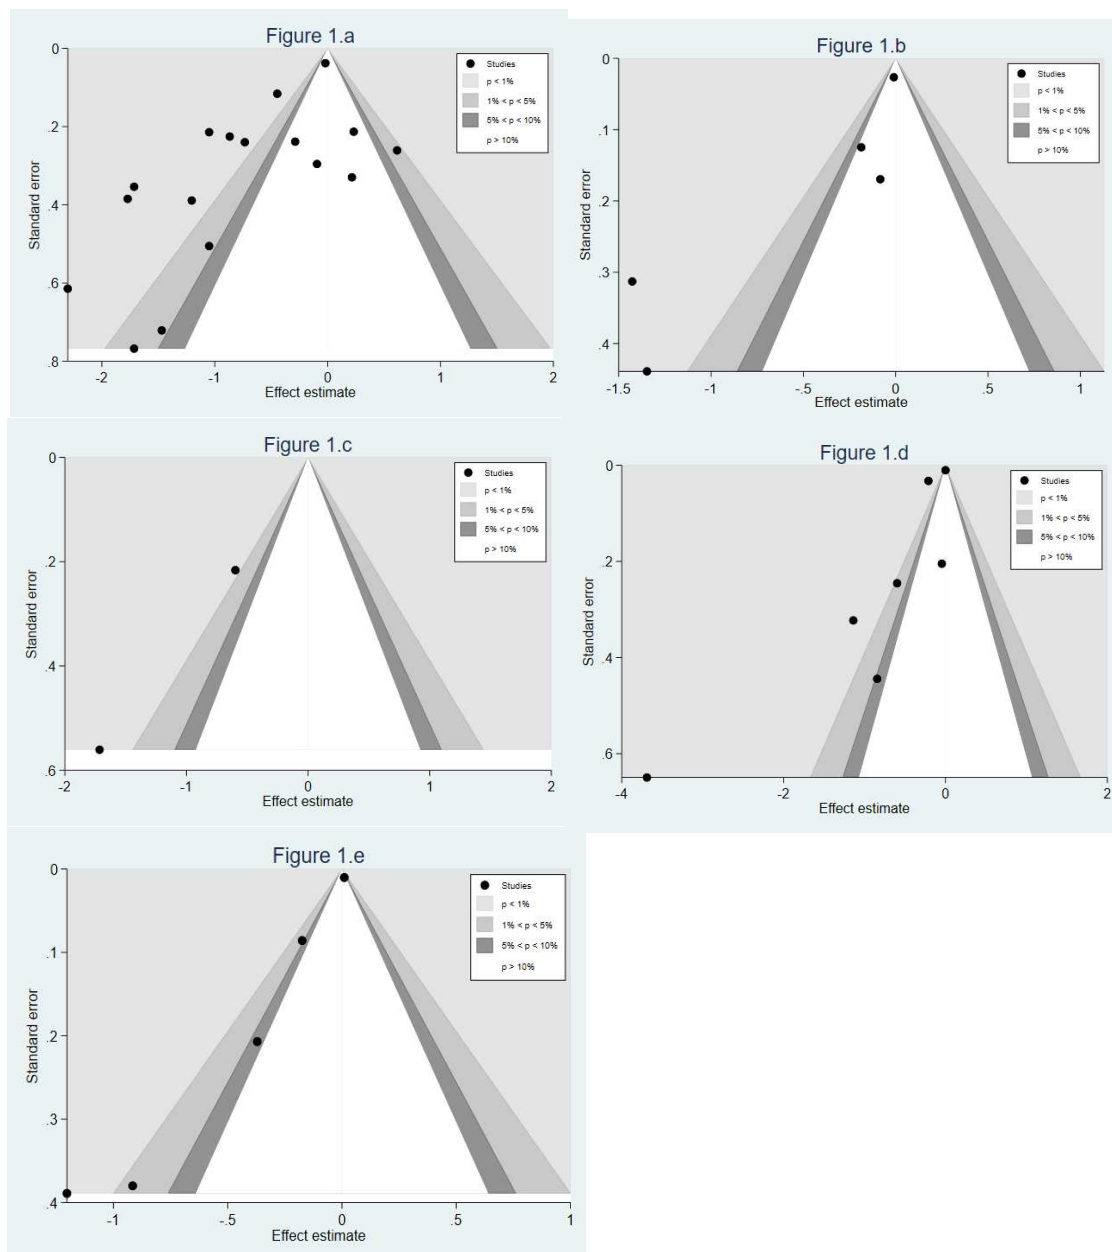 Figure 1.a
0
.2
.4
.6
.8
Standard error
-2
-1
0
1
2
Effect estimate
Studies
p < 1%
1% < p < 5%
5% < p < 10%
p > 10%
Figure 1.b
0
.1
.2
.3
.4
Standard error
-1.5
-1
-.5
0
.5
1
Effect estimate
Studies
p < 1%
1% < p < 5%
5% < p < 10%
p > 10%
Figure 1.c
0
.2
.4
.6
Standard error
-2
-1
0
1
2
Effect estimate
Studies
p < 1%
1% < p < 5%
5% < p < 10%
p > 10%
Figure 1.d
0
.2
.4
.6
Standard error
-4
-2
0
2
Effect estimate
Studies
p < 1%
1% < p < 5%
5% < p < 10%
p > 10%
Figure 1.e
0
.1
.2
.3
.4
Standard error
-1
-.5
0
.5
1
Effect estimate
Studies
p < 1%
1% < p < 5%
5% < p < 10%
p > 10%